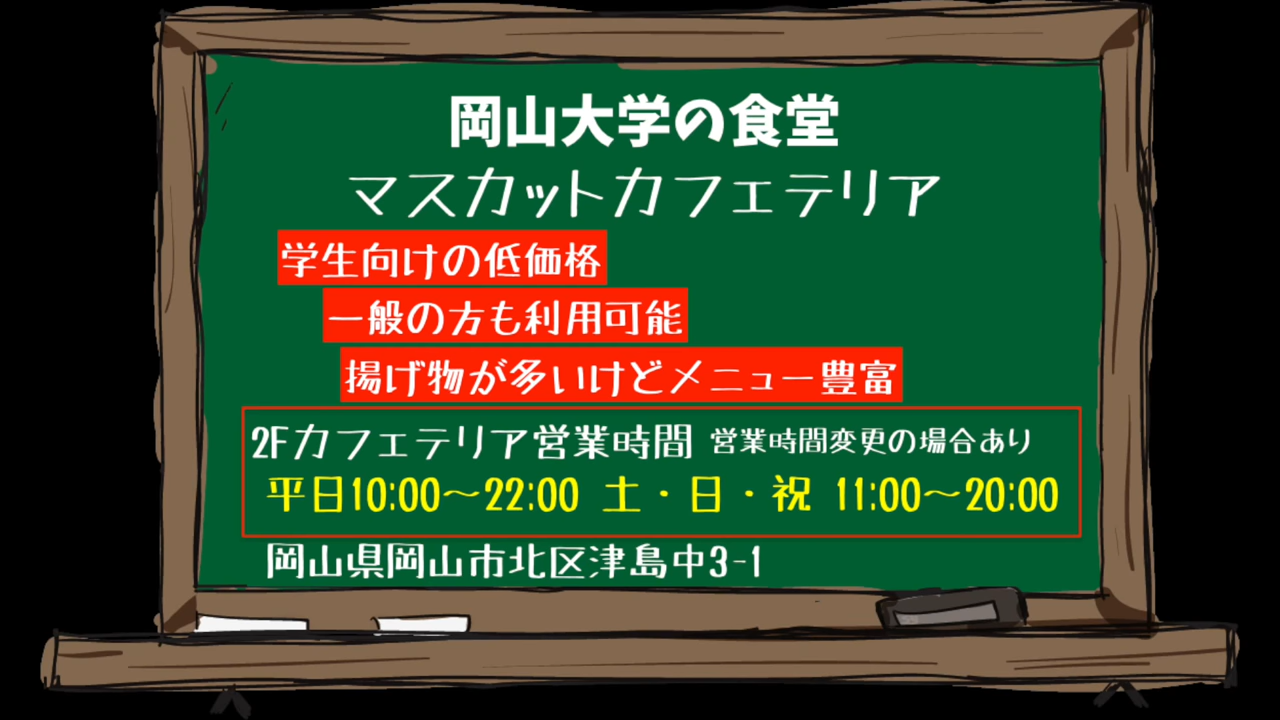 岡山大学の食堂
マスカットカフェテリア
学生向けの低価格
一般の方も利用可能
揚げ物が多いけどメニュー豊富
2Fカフェテリア営業時間 営業時間変更の場合あり
平日10:00～22:00 土・日・祝 11:00～20:00
岡山県岡山市北区津島中3-1